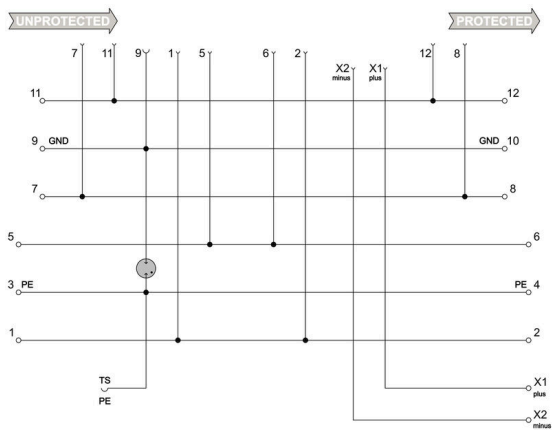 UNPROTECTED PROTECTED
7 11 9 1 5 6 2 12 8
X2 X1
minus plus
11 12
9 GND GND 10
7 8
5 6
3 PE PE 4
1 2
TS X1
plus
PE
X2
minus